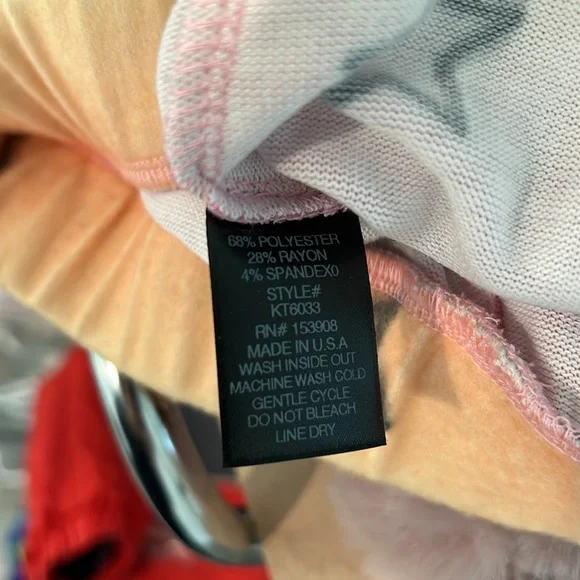 68% POLYESTER
28% RAYON
4% SPANDEX0
STYLE#
KT6033
RN# 153908
MADE IN U.S.A
WASH INSIDE OUT
MACHINE WASH COLD
GENTLE CYCLE
DO NOT BLEACH
LINE DRY